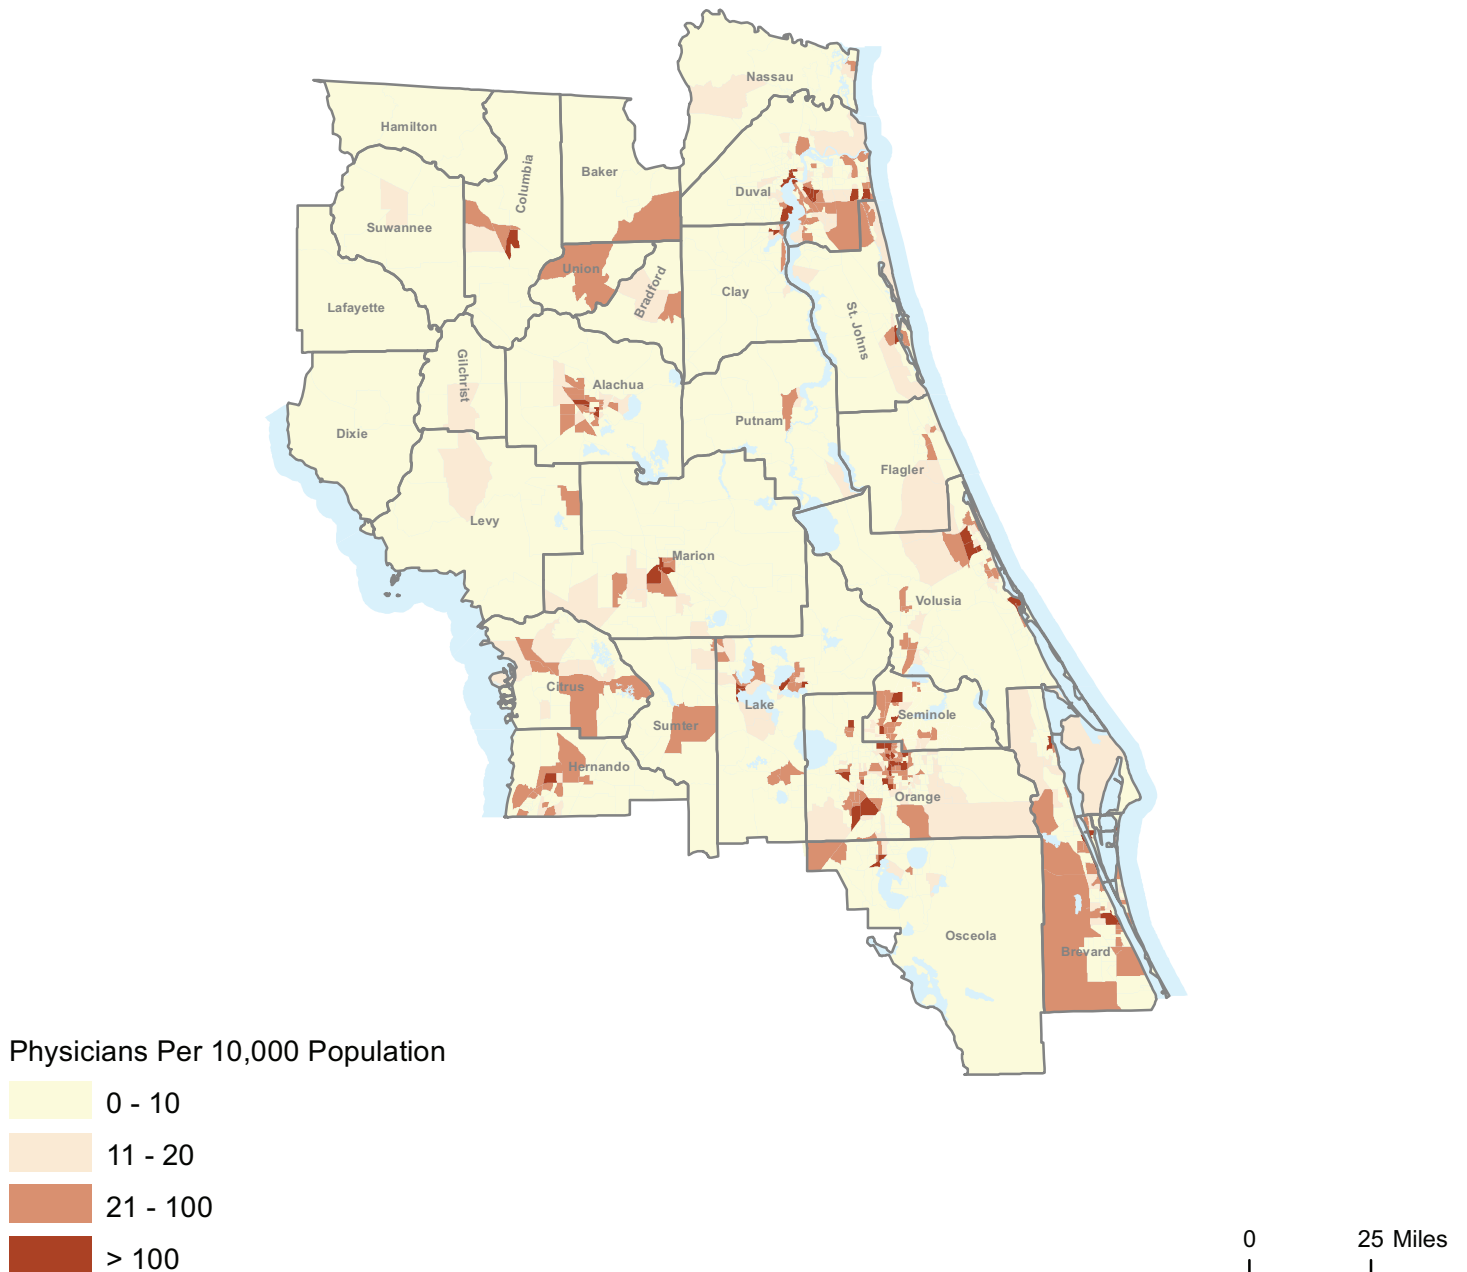 Nassau
Hamilton
Columbia
Baker
Duval
Suwannee
Union
Bradford
Clay
Lafayette
St. Johns
Gilchrist
Alachua
Putnam
Dixie
Flagler
Levy
Marion
Volusia
Citrus
Lake
Seminole
Sumter
Hernando
Orange
Osceola
Brevard
Physicians Per 10,000 Population
0 - 10
11 - 20
21 - 100
> 100
0 25 Miles